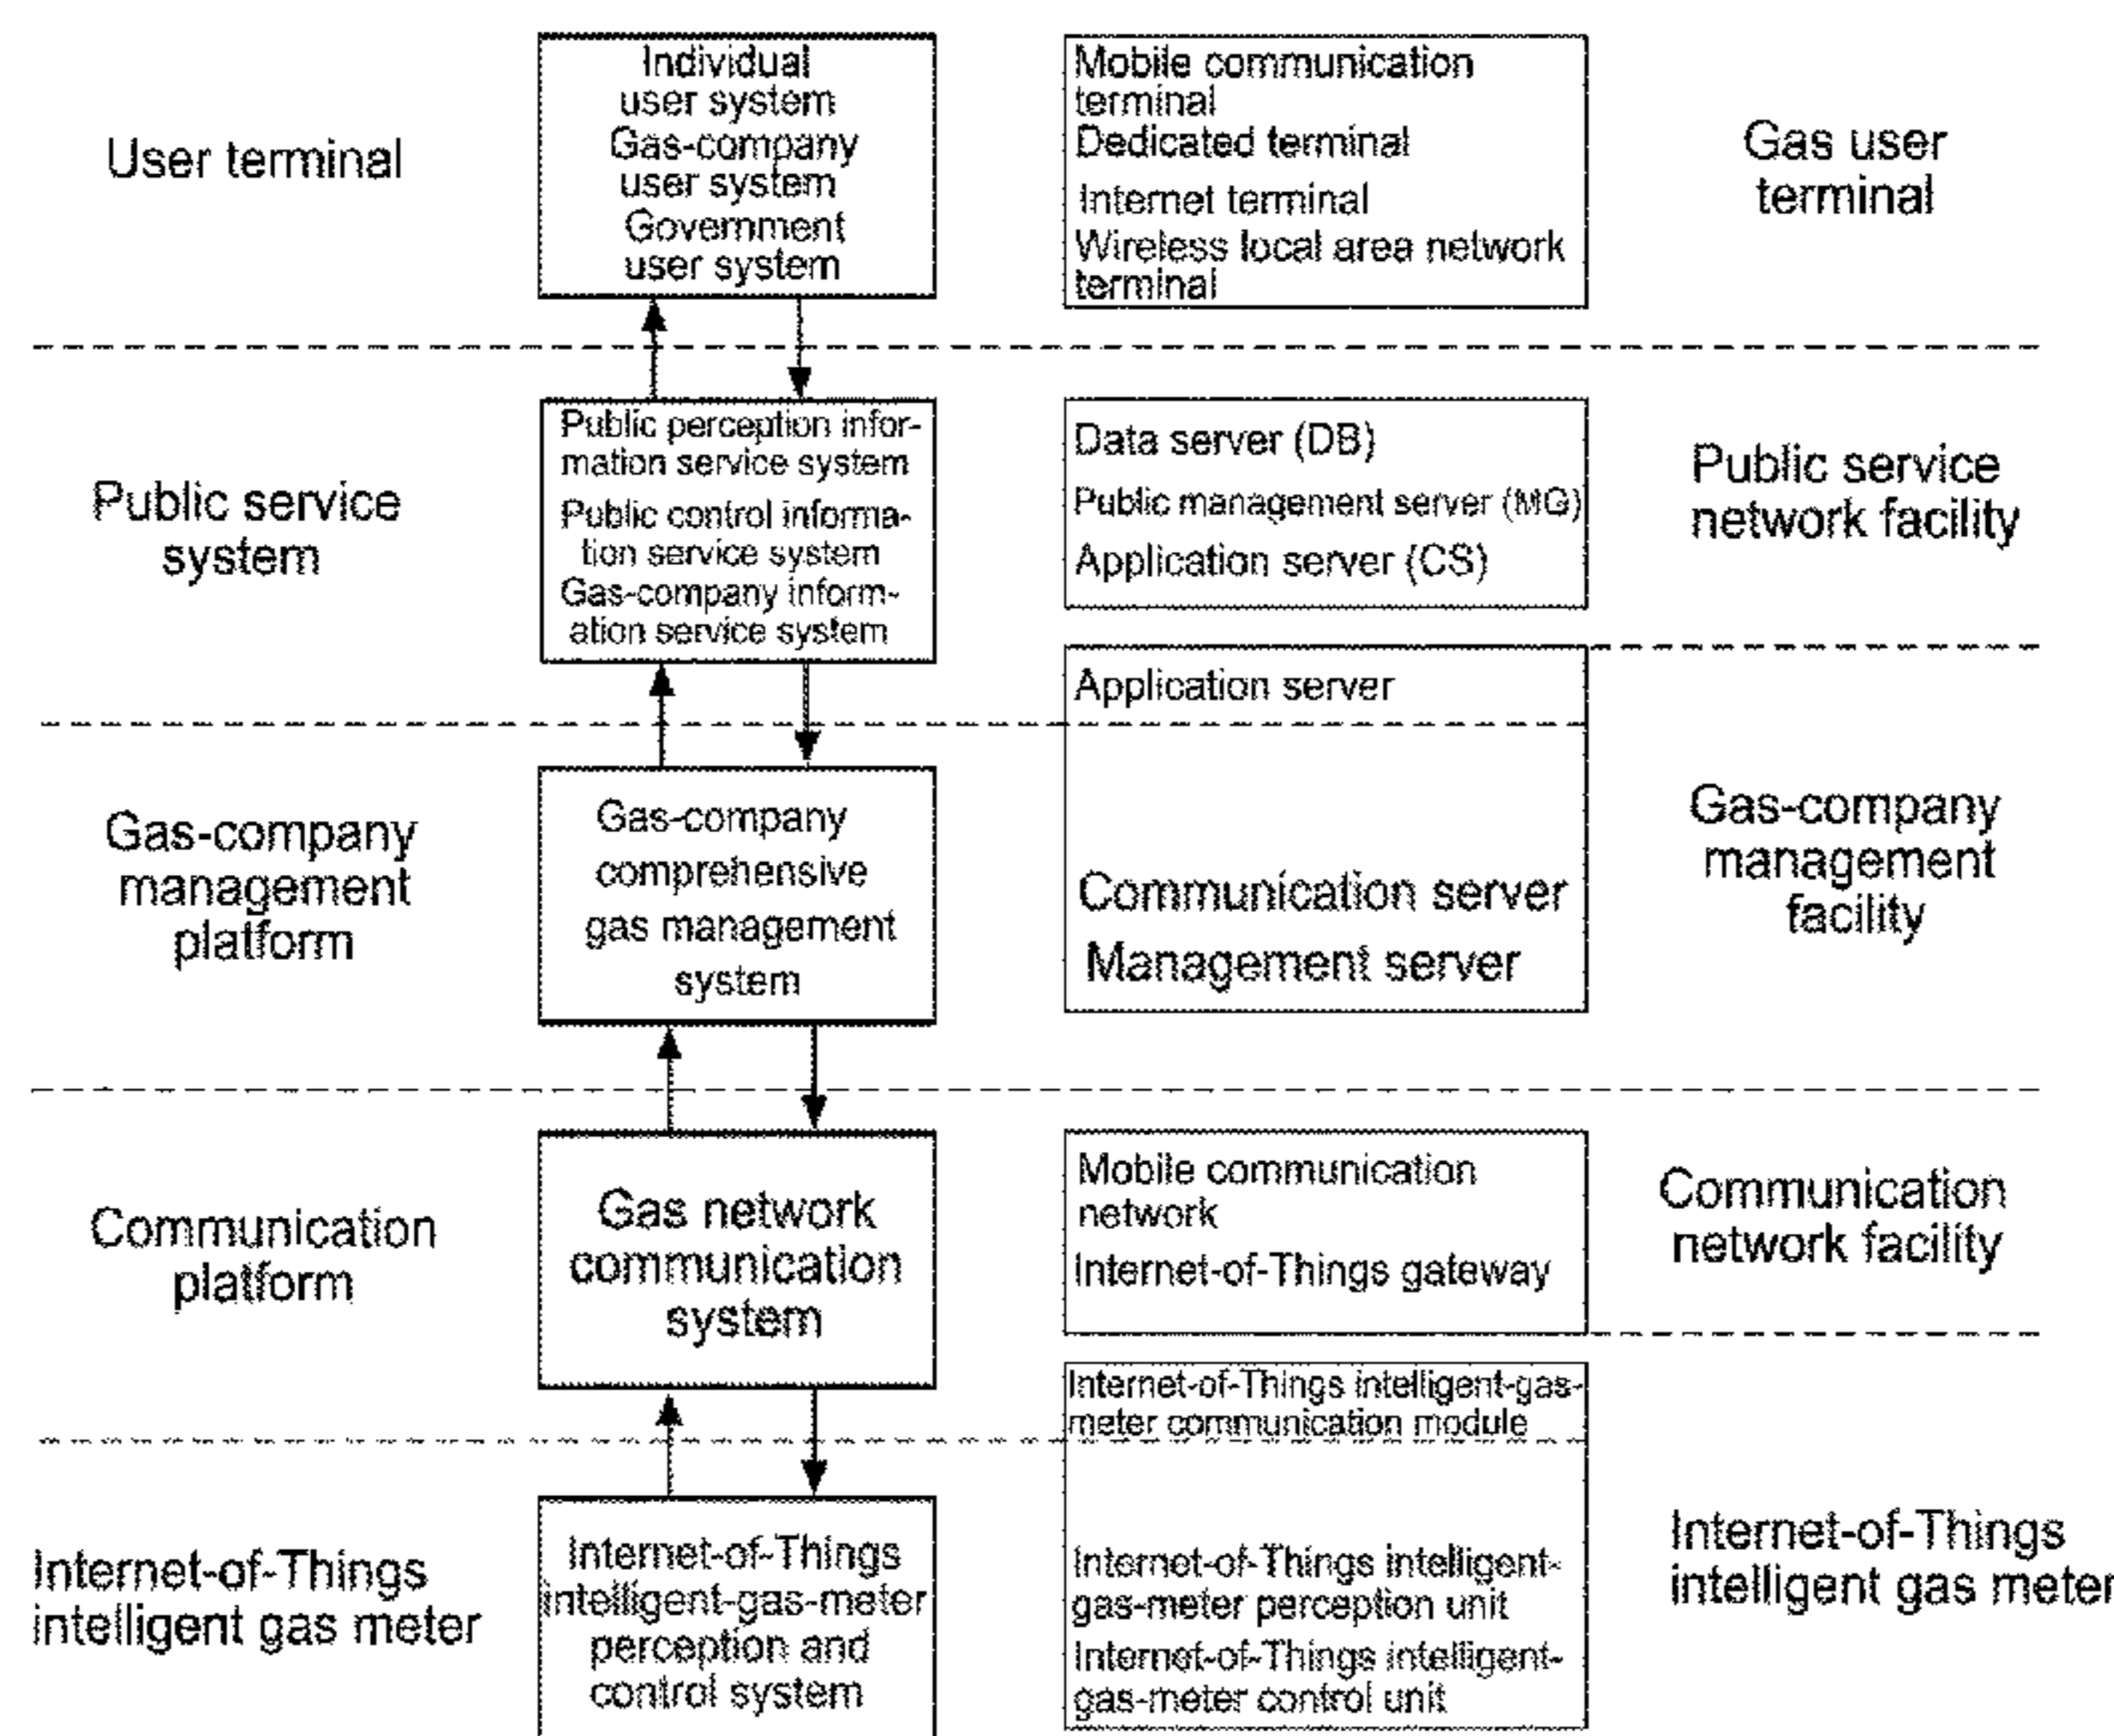 User terminal
Individual
user system
Gas-company
user system
Government
user system
Mobile communication
terminal
Dedicated terminal
Internet terminal
Wireless local area network
terminal
Gas user
terminal
Public service
system
Public perception infor-
mation service system
Public control informa-
tion service system
Gas-company inform-
ation service system
Data server (DB)
Public management server (MG)
Application server (CS)
Public service
network facility
Gas-company
management
platform
Gas-company
comprehensive
gas management
system
Application server
Communication server
Management server
Gas-company
management
facility
Communication
platform
Gas network
communication
system
Mobile communication
network
Internet-of-Things gateway
Communication
network facility
Internet-of-Things
intelligent gas meter
Internet-of-Things
intelligent-gas-meter
perception and
control system
Internet-of-Things intelligent-gas-
meter communication module
Internet-of-Things intelligent-
gas-meter perception unit
Internet-of-Things intelligent-
gas-meter control unit
Internet-of-Things
intelligent gas meter